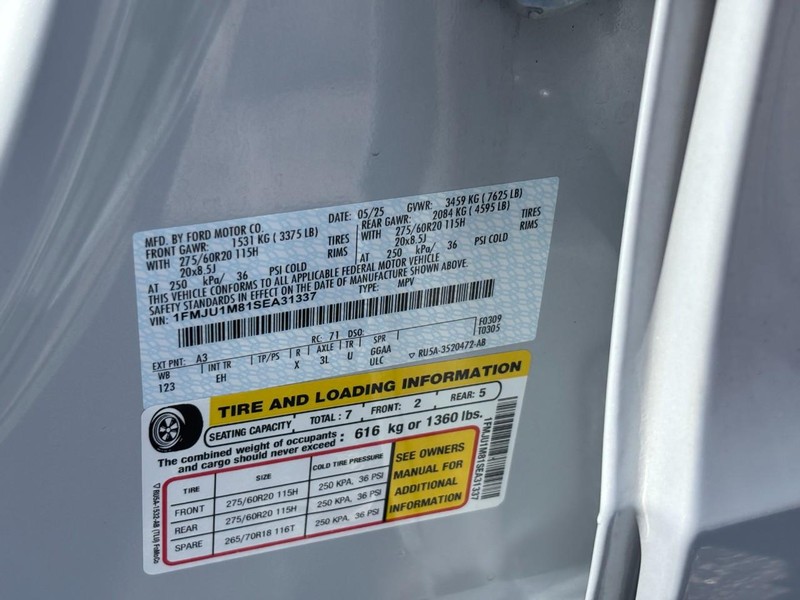 MFD. BY FORD MOTOR CO.
DATE: 05/25 GVWR: 3459 KG ( 7625 LB)
FRONT GAWR: 1531 KG ( 3375 LB) REAR GAWR: 2084 KG ( 4595 LB)
WITH 275/60R20 115H TIRES WITH 275/60R20 115H TIRES
20x8.5J RIMS 20x8.5J RIMS
AT 250 kPa/ 36 PSI COLD AT 250 kPa/ 36 PSI COLD
THIS VEHICLE CONFORMS TO ALL APPLICABLE FEDERAL MOTOR VEHICLE
SAFETY STANDARDS IN EFFECT ON THE DATE OF MANUFACTURE SHOWN ABOVE.
VIN: 1FMJU1M81SEA31337 TYPE: MPV
F0309
T0305
EXT PNT: A3 RC: 71 DSO:
WB INT TR TP/PS R AXLE TR SPR
123 EH X 3L U GGAA
ULC ▽ RU5A-3520472-AB
TIRE AND LOADING INFORMATION
SEATING CAPACITY TOTAL : 7 FRONT: 2 REAR: 5
The combined weight of occupants
and cargo should never exceed : 616 kg or 1360 lbs.
TIRE SIZE COLD TIRE PRESSURE
FRONT 275/60R20 115H 250 KPA, 36 PSI
REAR 275/60R20 115H 250 KPA, 36 PSI
SPARE 265/70R18 116T 250 KPA, 36 PSI
SEE OWNERS
MANUAL FOR
ADDITIONAL
INFORMATION
1FMJU1M81SEA31337